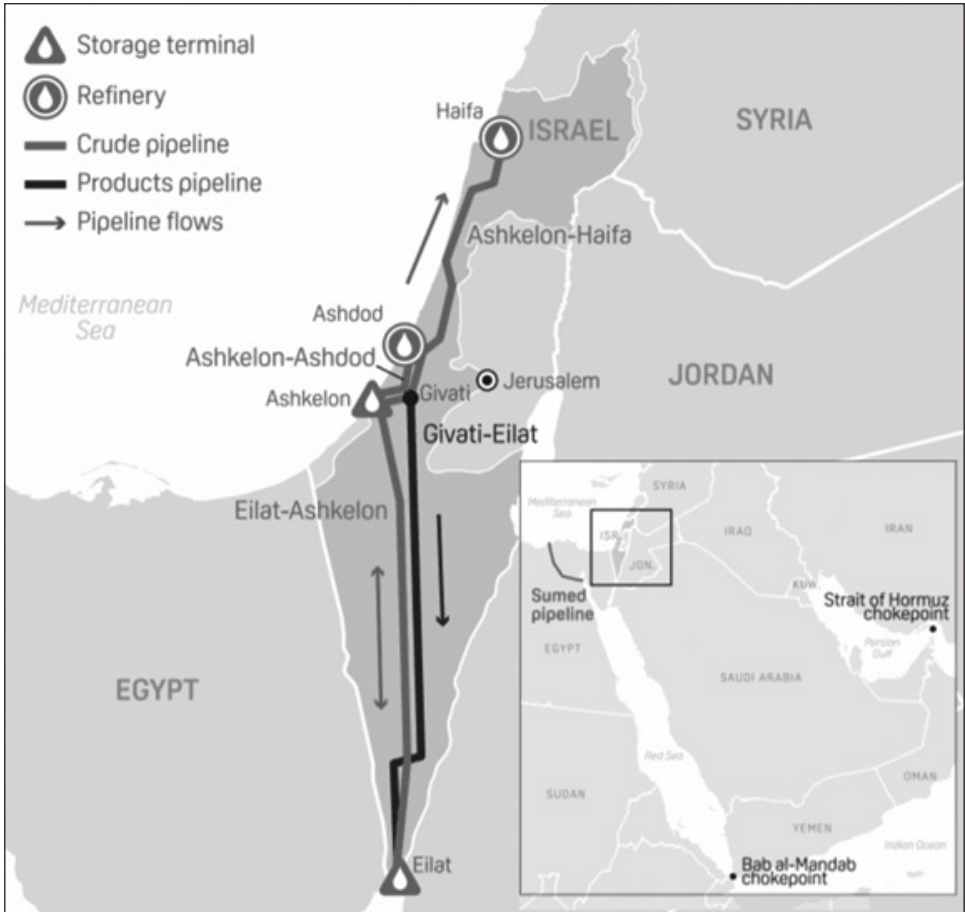 Storage terminal
Refinery
Crude pipeline
Products pipeline
Pipeline flows
Haifa
ISRAEL
SYRIA
Ashkelon-Haifa
Mediterranean
Sea
Ashdod
Ashkelon-Ashdod
Ashkelon
Givati
Jerusalem
JORDAN
Givati-Eilat
Eilat-Ashkelon
EGYPT
Eilat
Mediterranean
Sea
SYRIA
ISR.
JON.
IRAQ
IRAN
KUW.
Sumed
pipeline
Strait of Hormuz
chokepoint
Persian
Gulf
EGYPT
SAUDI ARABIA
Red Sea
OMAN
SUDAN
YEMEN
Indian Ocean
Bab al-Mandab
chokepoint